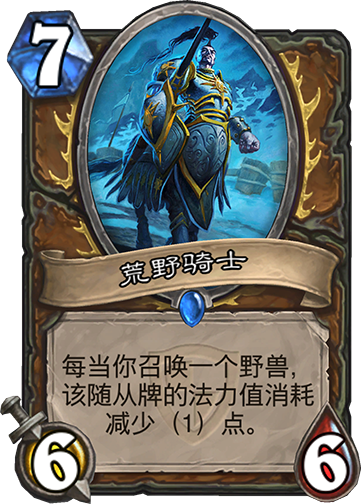 7
荒野骑士
每当你召唤一个野兽，
该随从牌的法力值消耗
减少（1）点。
6
6